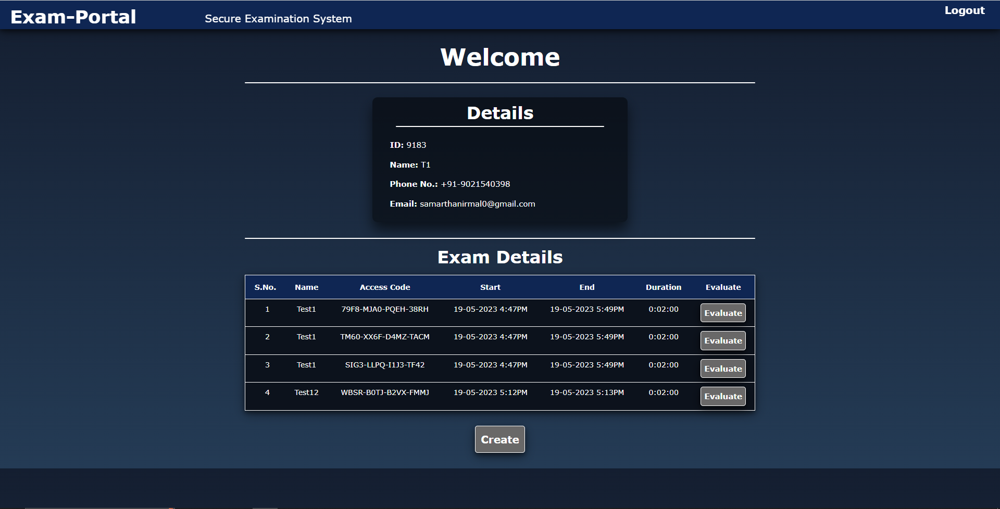 Exam-Portal Secure Examination System Logout
Welcome
Details
ID: 9183
Name: T1
Phone No.: +91-9021540398
Email: samarthanirmal0@gmail.com
Exam Details
S.No. Name Access Code Start End Duration Evaluate
1 Test1 79F8-MJA0-PQEH-38RH 19-05-2023 4:47PM 19-05-2023 5:49PM 0:02:00 Evaluate
2 Test1 TM60-XX6F-D4MZ-TACM 19-05-2023 4:47PM 19-05-2023 5:49PM 0:02:00 Evaluate
3 Test1 SIG3-LLPQ-I1J3-TF42 19-05-2023 4:47PM 19-05-2023 5:49PM 0:02:00 Evaluate
4 Test12 WBSR-B0TJ-B2VX-FMMJ 19-05-2023 5:12PM 19-05-2023 5:13PM 0:02:00 Evaluate
Create